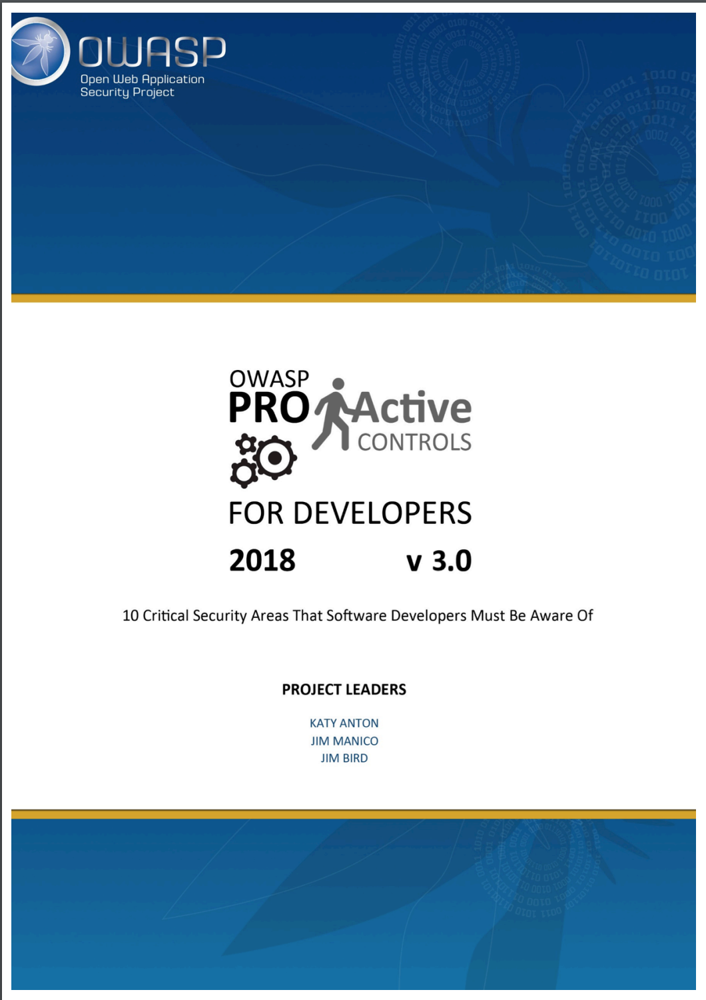 OWASP
Open Web Application
Security Project
OWASP
PRO Active
CONTROLS
FOR DEVELOPERS
2018 v 3.0
10 Critical Security Areas That Software Developers Must Be Aware Of
PROJECT LEADERS
KATY ANTON
JIM MANICO
JIM BIRD